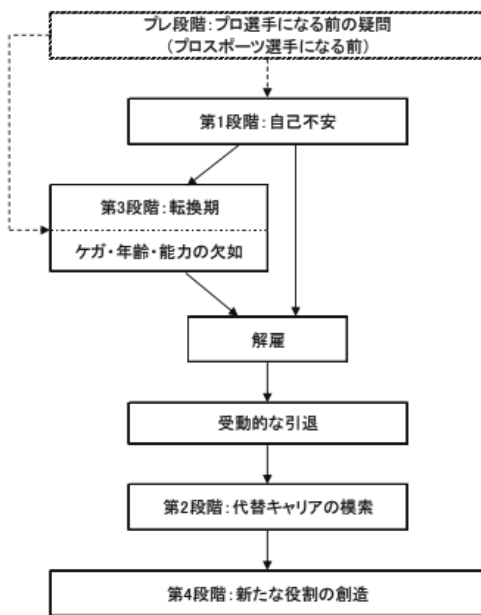 プレ段階：プロ選手になる前の疑問
（プロスポーツ選手になる前）
第1段階：自己不安
第3段階：転換期
ケガ・年齢・能力の欠如
解雇
受動的な引退
第2段階：代替キャリアの模索
第4段階：新たな役割の創造